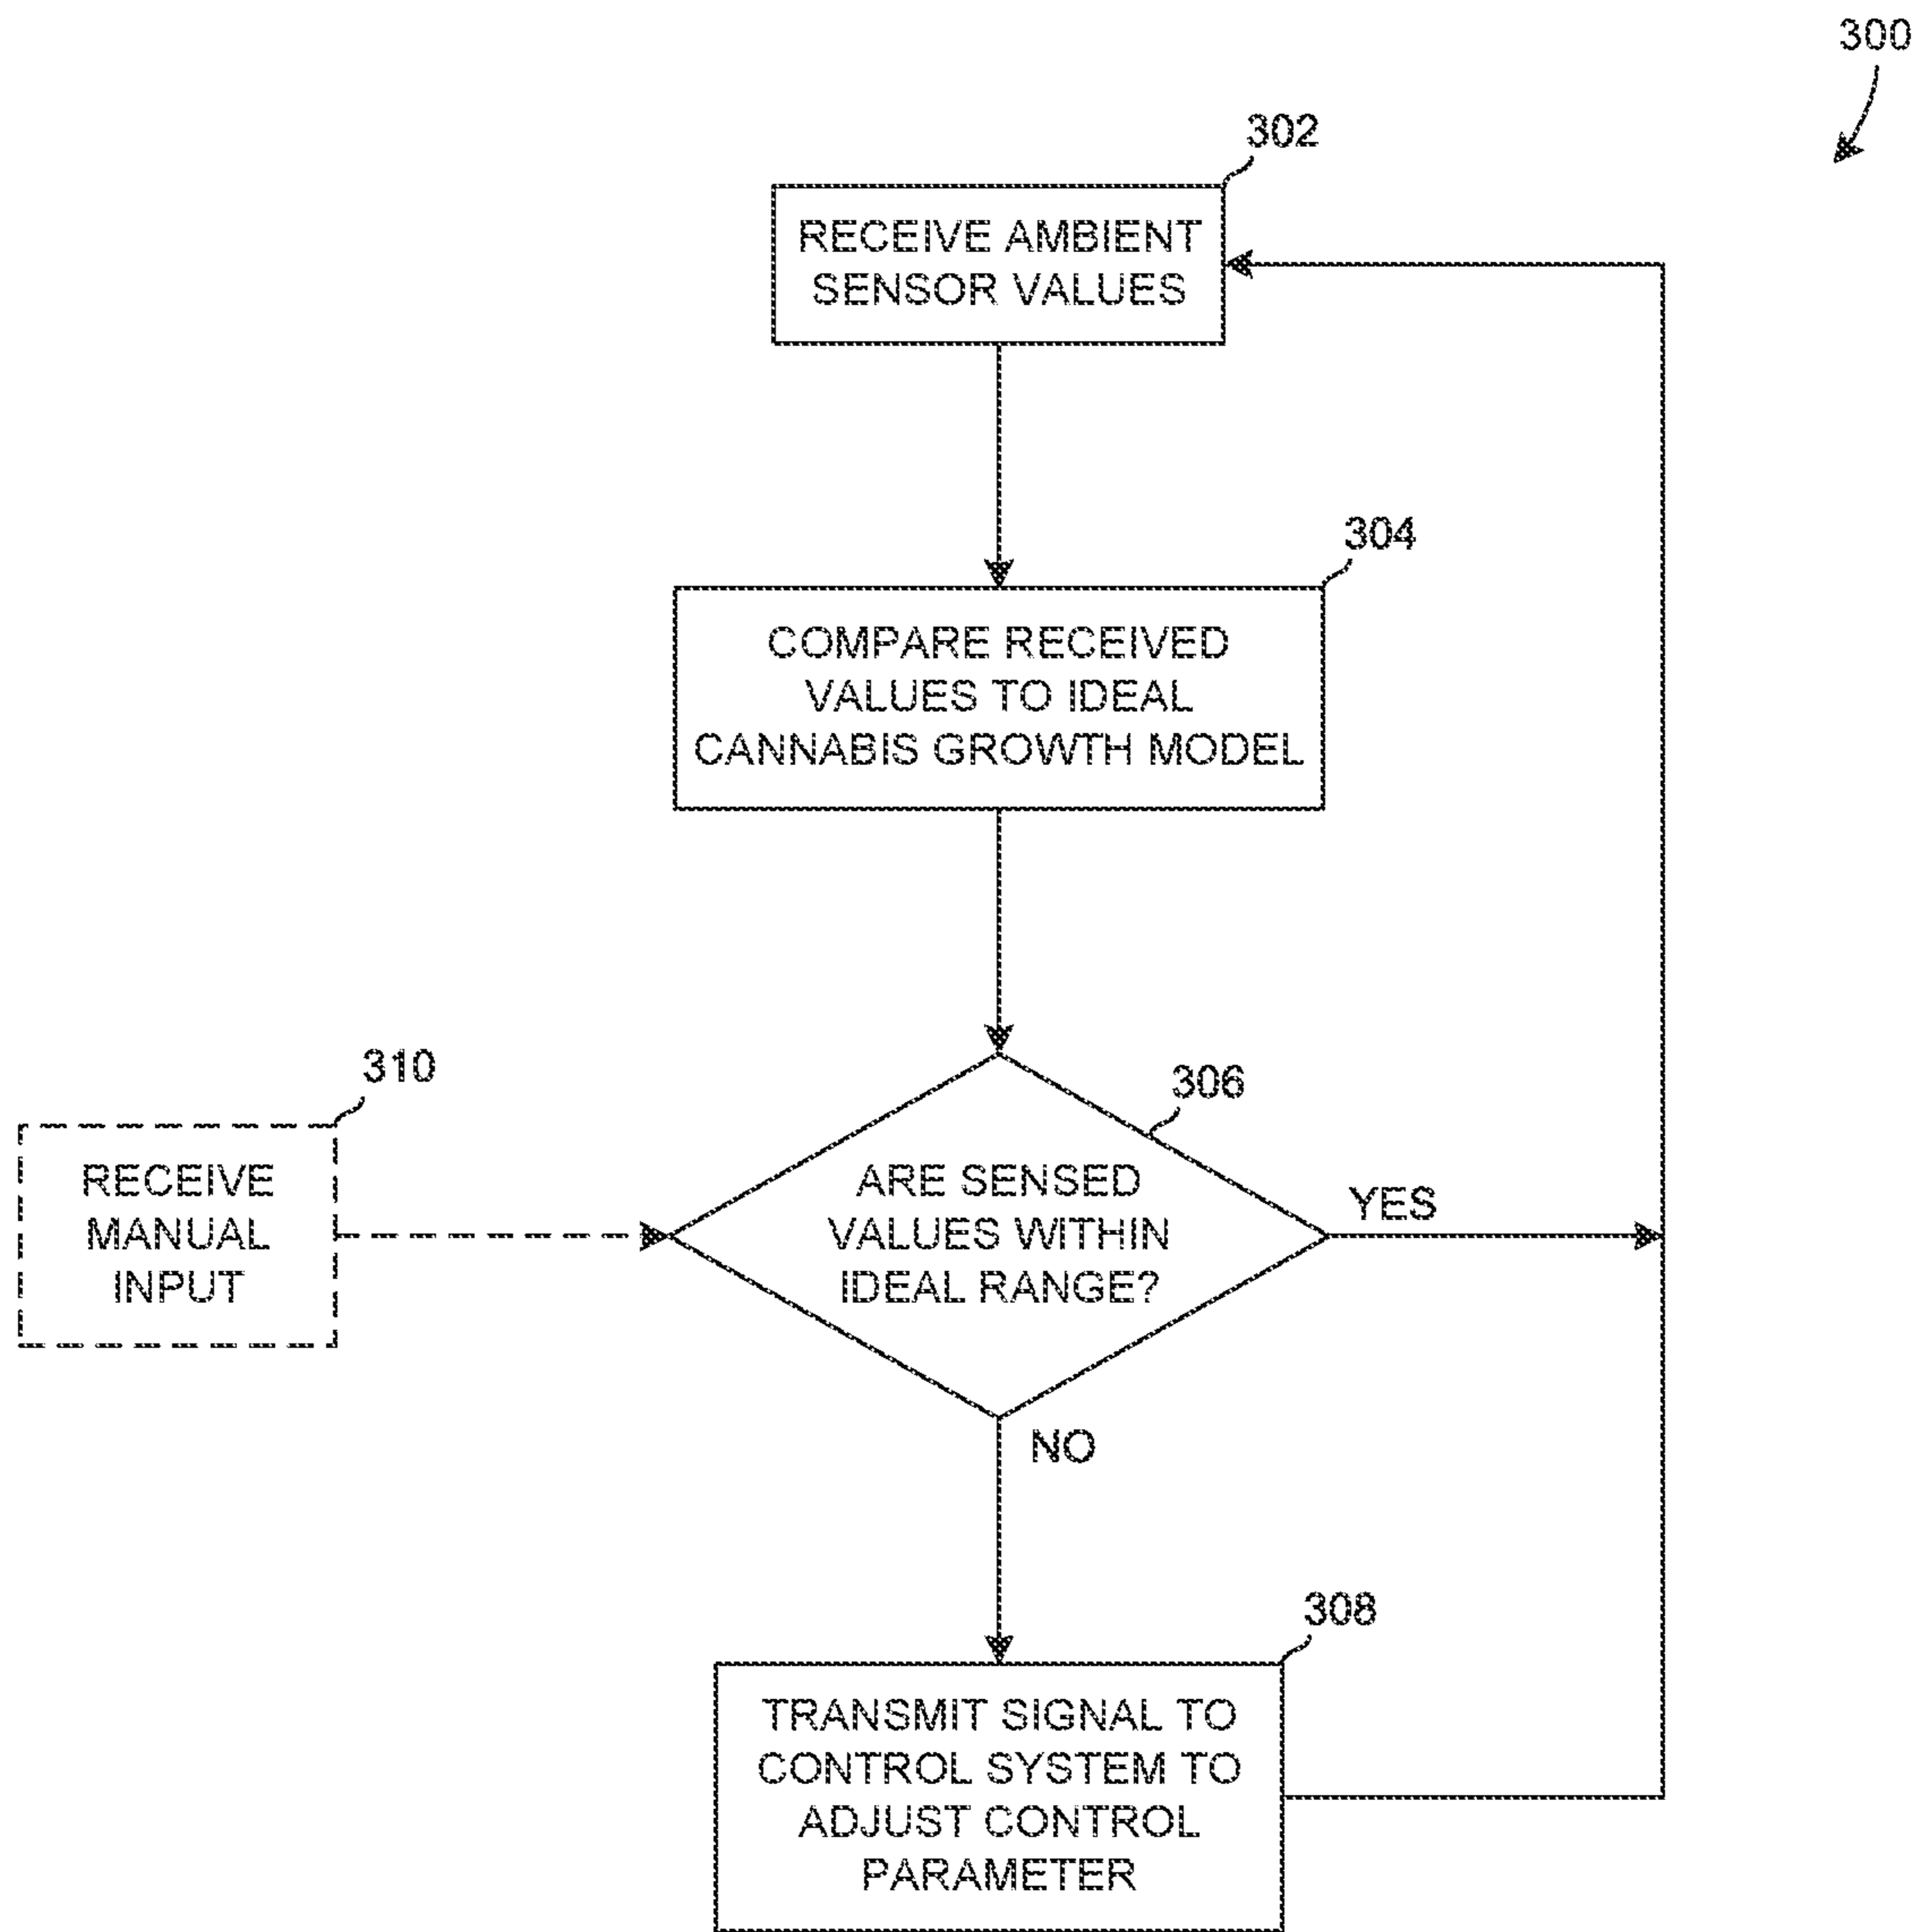 300
302
RECEIVE AMBIENT
SENSOR VALUES
304
COMPARE RECEIVED
VALUES TO IDEAL
CANNABIS GROWTH MODEL
310
RECEIVE
MANUAL
INPUT
306
ARE SENSED
VALUES WITHIN
IDEAL RANGE?
YES
NO
308
TRANSMIT SIGNAL TO
CONTROL SYSTEM TO
ADJUST CONTROL
PARAMETER